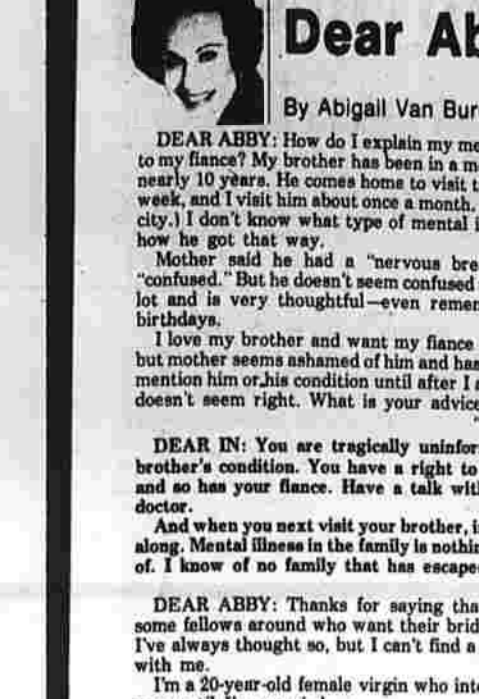 Dear Ab
By Abigail Van Bur
DEAR ABBY: How do I explain my me
to my fiance? My brother has been in a m
nearly 10 years. He comes home to visit t
week, and I visit him about once a month.
city.) I don't know what type of mental i
how he got that way.
Mother said he had a "nervous bre
"confused." But he doesn't seem confused
lot and is very thoughtful—even remem
birthdays.
I love my brother and want my fiance
but mother seems ashamed of him and has
mention him or his condition until after I
doesn't seem right. What is your advice
DEAR IN: You are tragically uninfor
brother's condition. You have a right to
and so has your fiance. Have a talk wit
doctor.
And when you next visit your brother, i
along. Mental illness in the family is nothin
of. I know of no family that has escape
DEAR ABBY: Thanks for saying tha
some fellows around who want their brid
I've always thought so, but I can't find a
with me.
I'm a 20-year-old female virgin who inte